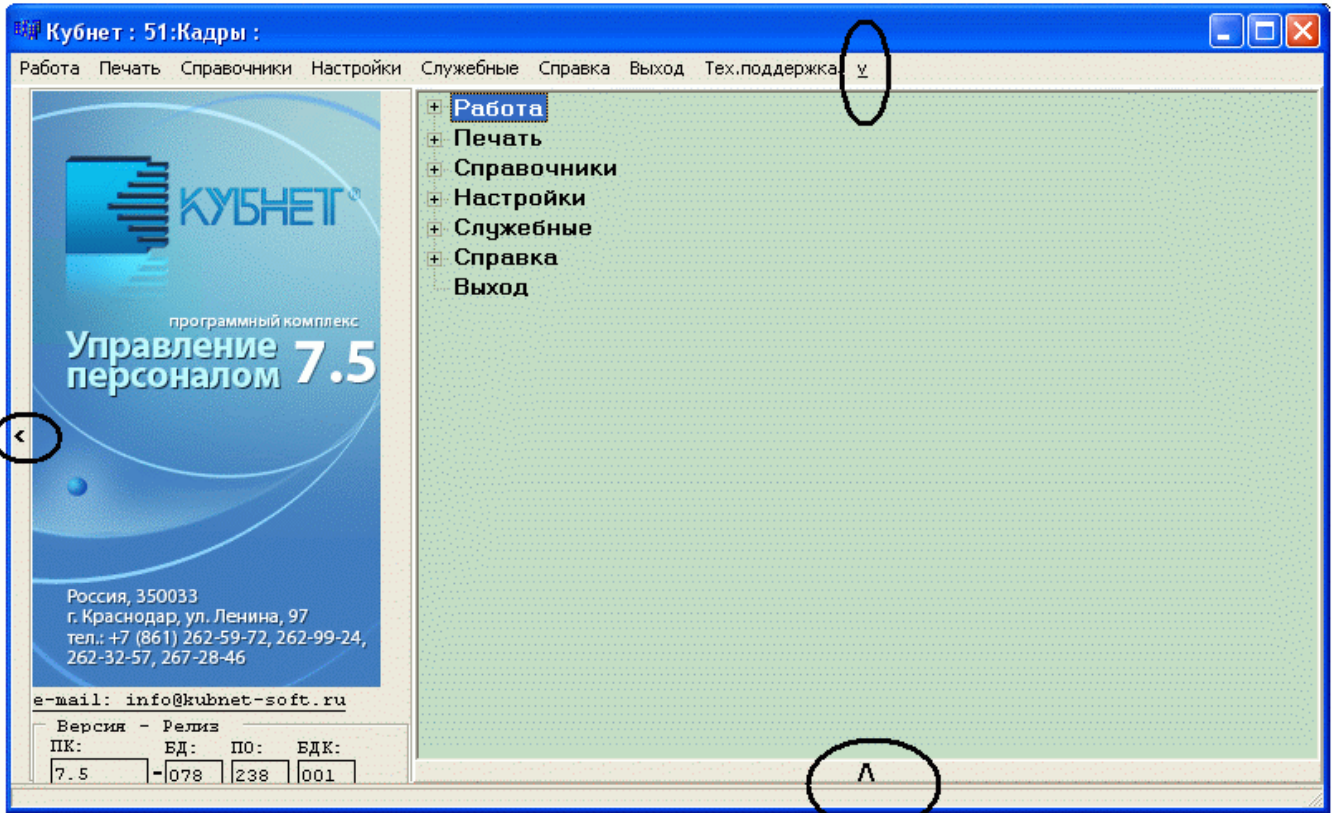 Кубнет : 51:Кадры :
Работа Печать Справочники Настройки Служебные Справка Выход Тех.поддержка. v
КУБНЕТ®
программный комплекс
Управление
персоналом 7.5
<
Россия, 350033
г. Краснодар, ул. Ленина, 97
тел.: +7 (861) 262-59-72, 262-99-24,
262-32-57, 267-28-46
e-mail: info@kubnet-soft.ru
Версия - Релиз
ПК: БД: ПО: БДК:
7.5 - 078 238 001
Работа
Печать
Справочники
Настройки
Служебные
Справка
Выход
Λ